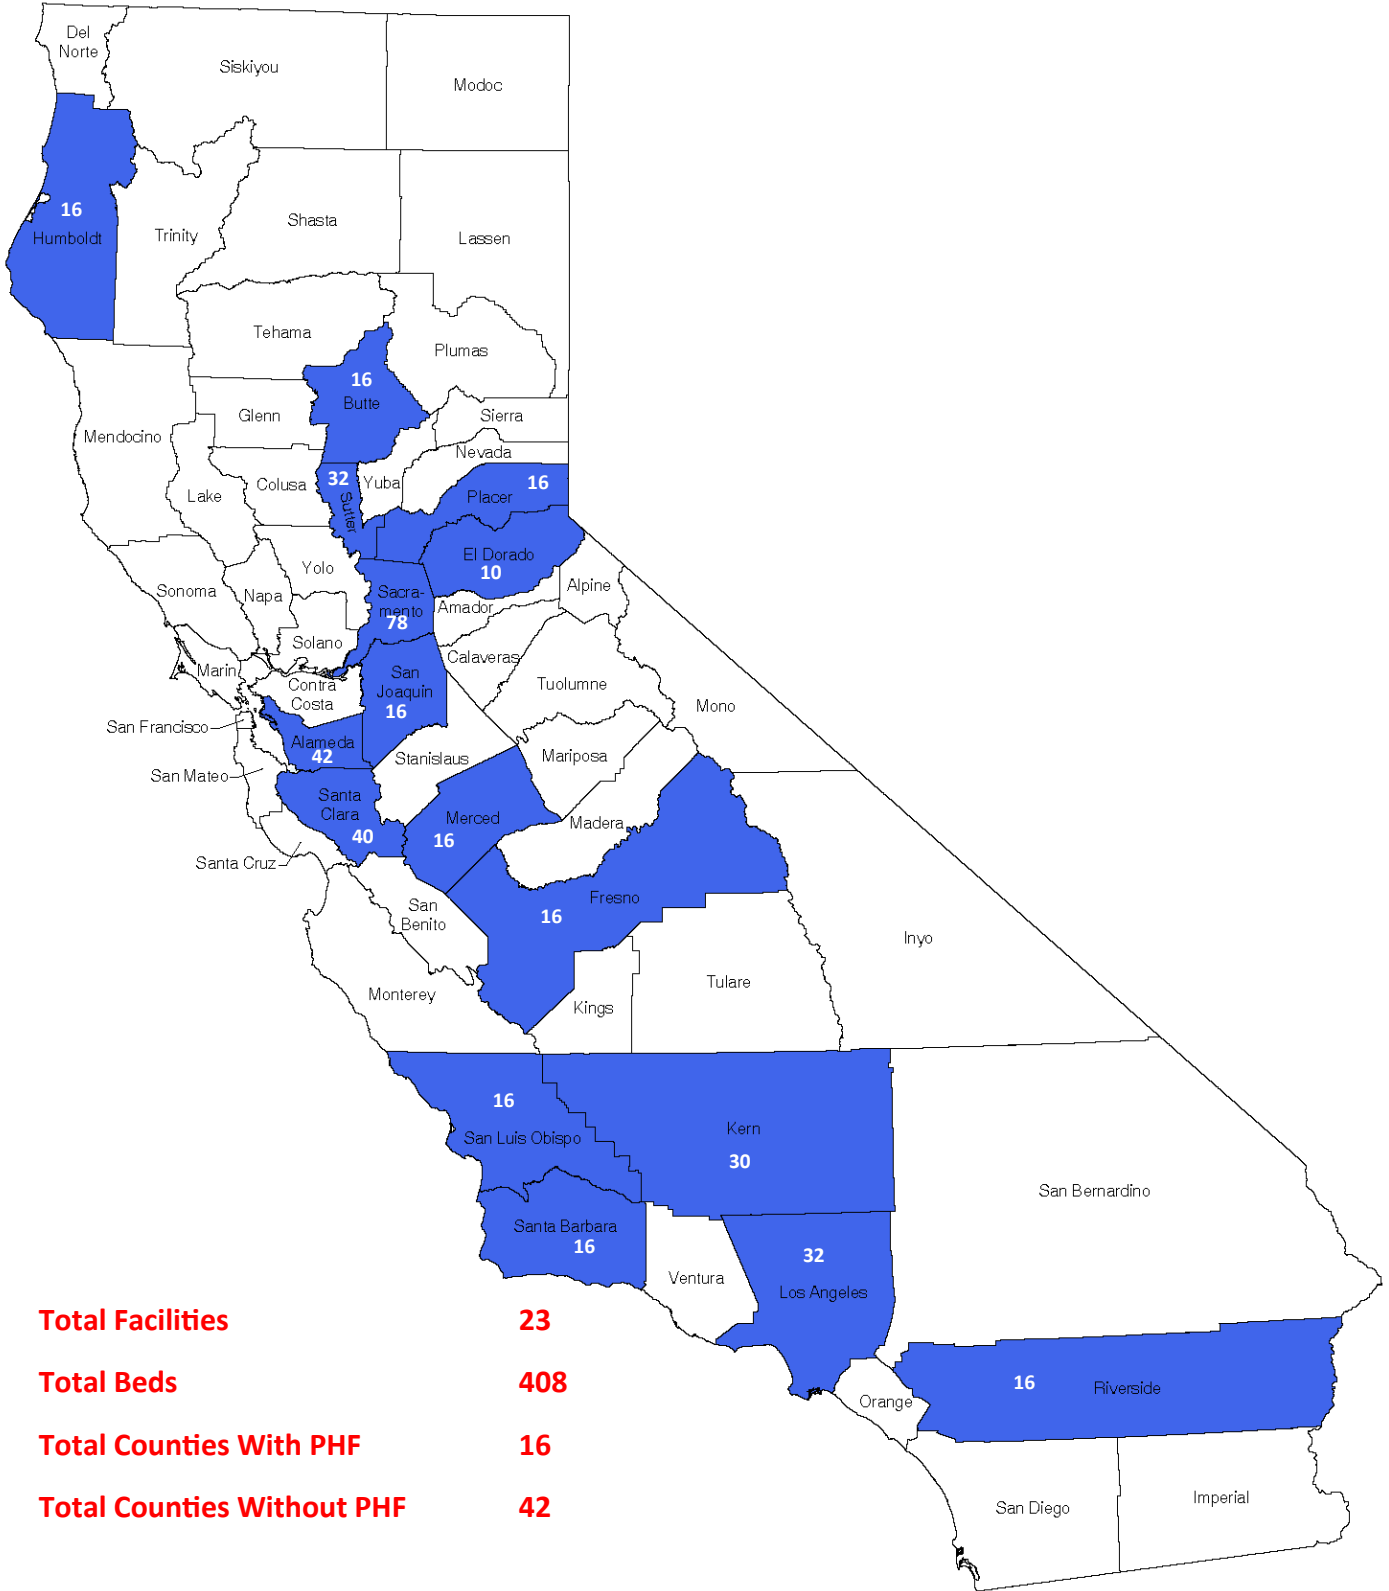 Del
Norte
Siskiyou
Modoc
16
Humboldt
Trinity
Shasta
Lassen
Tehama
Plumas
16
Butte
Glenn
Sierra
Mendocino
Nevada
Lake
Colusa
32
Sutter
Yuba
Placer
16
El Dorado
10
Yolo
Sonoma
Napa
Sacra-
mento
78
Amador
Alpine
Solano
Marin
Calaveras
Contra
Costa
San
Joaquin
16
Tuolumne
Mono
San Francisco
Alameda
42
Stanislaus
Mariposa
San Mateo
Santa
Clara
40
Merced
16
Madera
Santa Cruz
San
Benito
Fresno
16
Inyo
Monterey
Kings
Tulare
16
San Luis Obispo
Kern
30
San Bernardino
Santa Barbara
16
Ventura
32
Los Angeles
16
Riverside
Orange
San Diego
Imperial
Total Facilities 23
Total Beds 408
Total Counties With PHF 16
Total Counties Without PHF 42